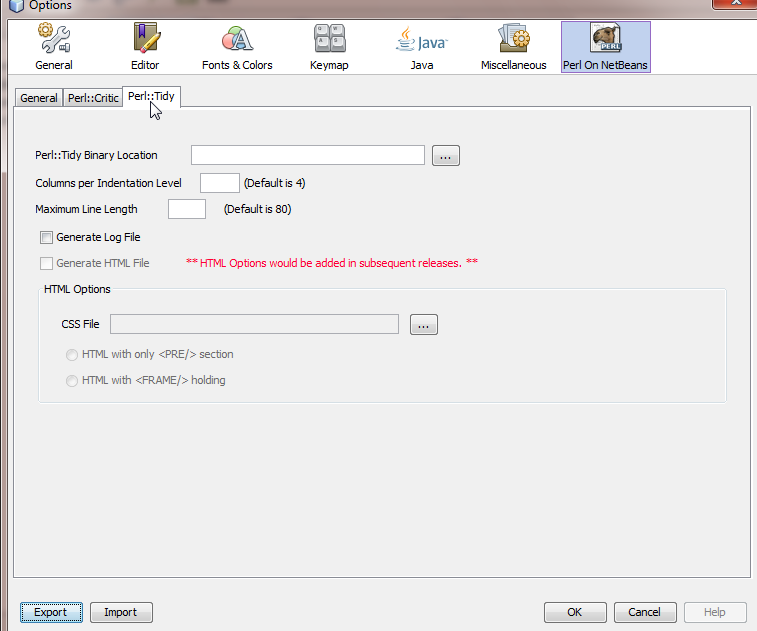 Options
General Editor Fonts & Colors Keymap Java Miscellaneous Perl On NetBeans
General Perl::Critic Perl::Tidy
Perl::Tidy Binary Location ...
Columns per Indentation Level (Default is 4)
Maximum Line Length (Default is 80)
Generate Log File
Generate HTML File ** HTML Options would be added in subsequent releases. **
HTML Options
CSS File ...
HTML with only <PRE/> section
HTML with <FRAME/> holding
Export Import OK Cancel Help